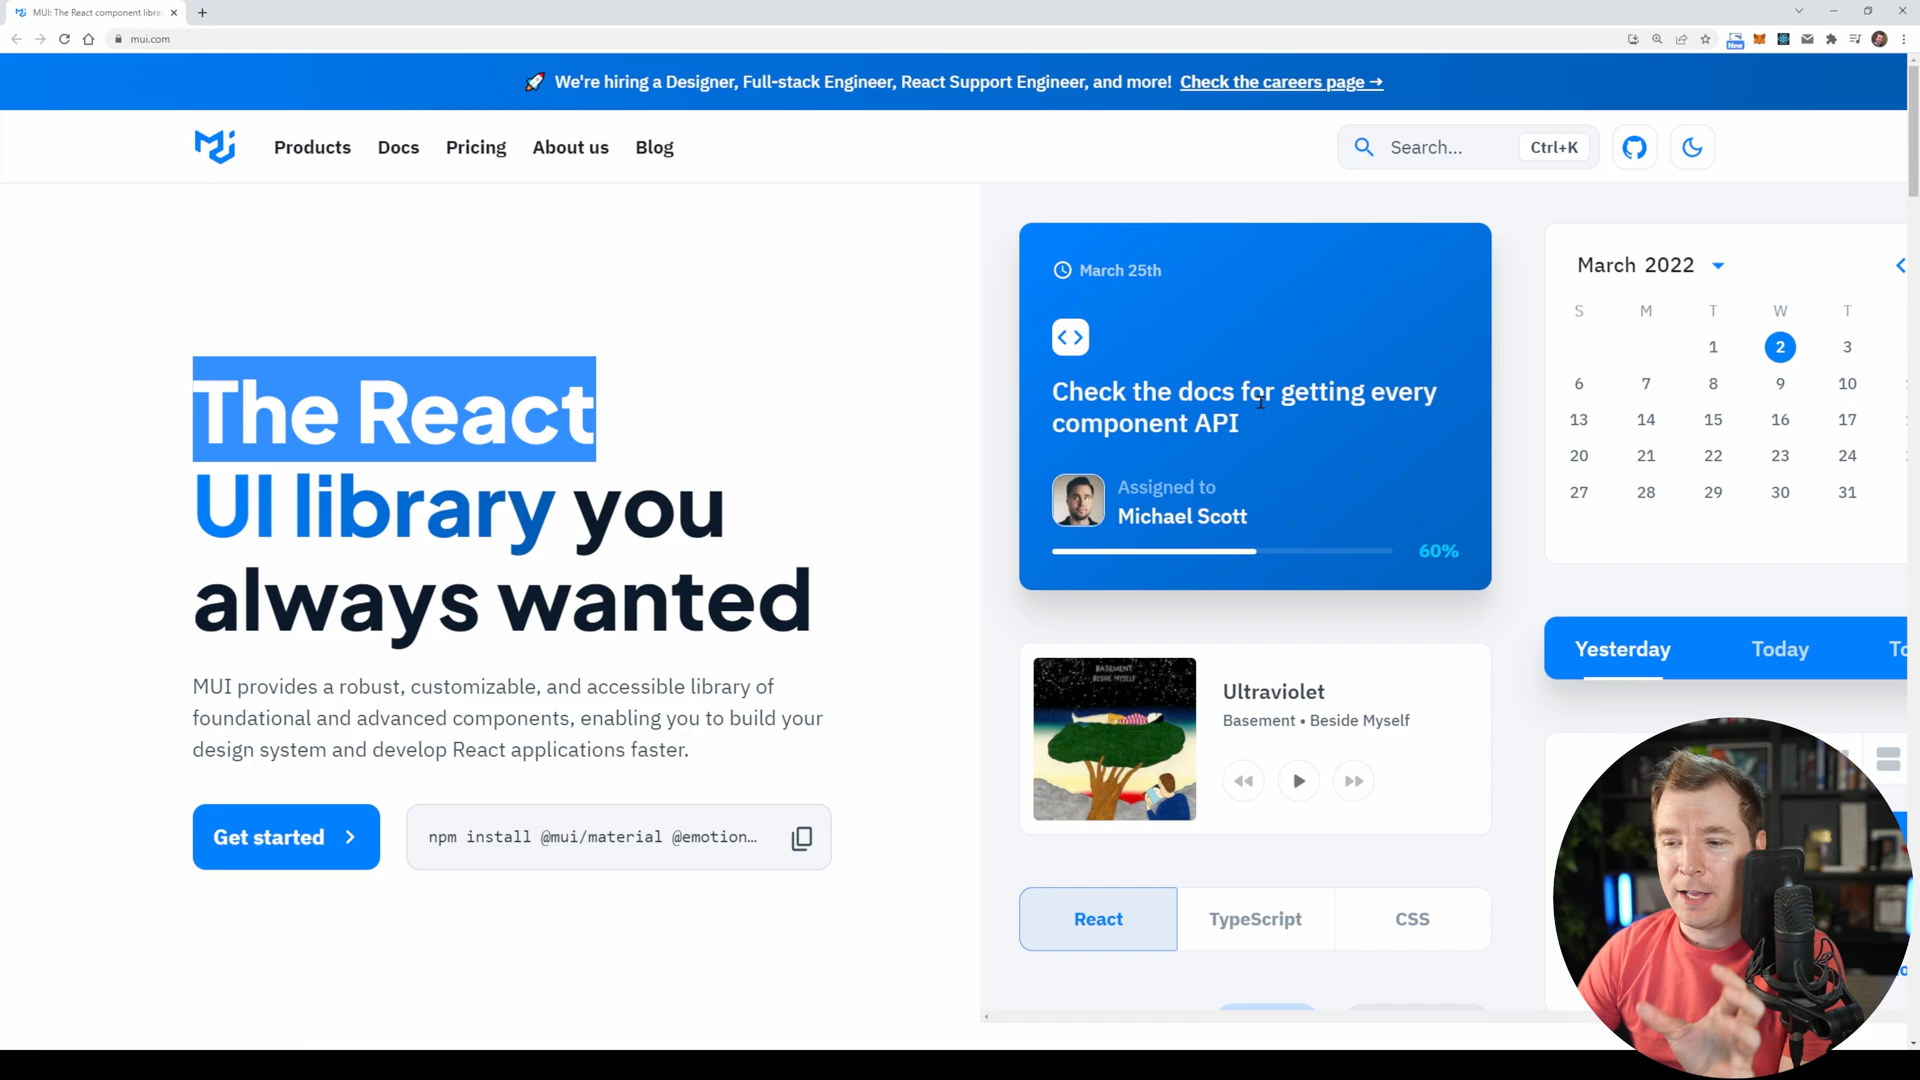 MUI: The React component libra
mui.com
New
We're hiring a Designer, Full-stack Engineer, React Support Engineer, and more! Check the careers page →
Products Docs Pricing About us Blog
Search... Ctrl+K
March 25th
Check the docs for getting every
component API
Assigned to
Michael Scott
60%
March 2022
S M T W T
1 2 3
6 7 8 9 10
13 14 15 16 17
20 21 22 23 24
27 28 29 30 31
The React
UI library you
always wanted
MUI provides a robust, customizable, and accessible library of
foundational and advanced components, enabling you to build your
design system and develop React applications faster.
Get started
npm install @mui/material @emotion...
Yesterday Today To
BASEMENT
BESIDE MYSELF
Ultraviolet
Basement • Beside Myself
React TypeScript CSS